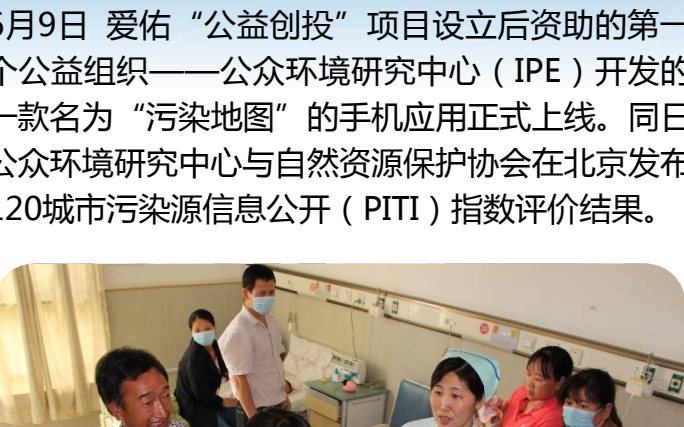 月9日 爱佑“公益创投”项目设立后资助的第一
个公益组织——公众环境研究中心（IPE）开发的
一款名为“污染地图”的手机应用正式上线。同日
公众环境研究中心与自然资源保护协会在北京发布
120城市污染源信息公开（PITI）指数评价结果。